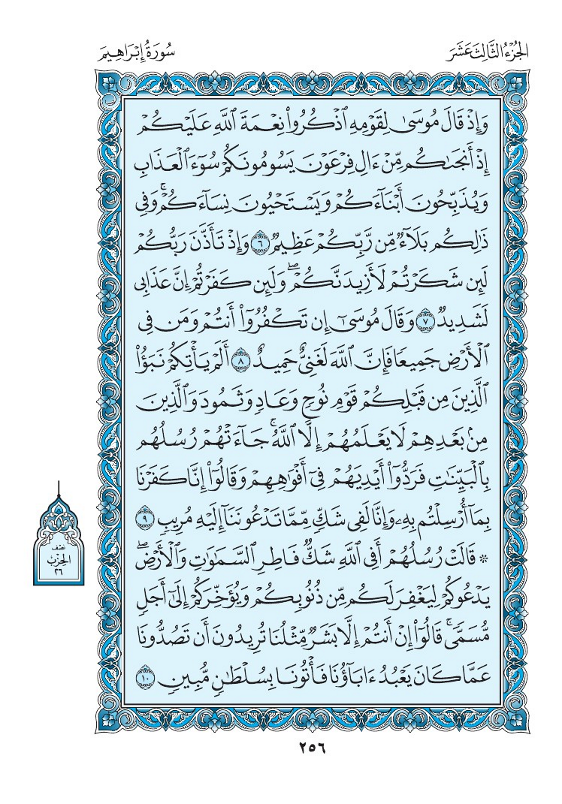 الجُزْءُ الثَّالِثَ عَشَرَ
سُورَةُ إِبْرَاهِيمَ
وَإِذْ قَالَ مُوسَىٰ لِقَوْمِهِ ٱذْكُرُوا۟ نِعْمَةَ ٱللَّهِ عَلَيْكُمْ
إِذْ أَنجَىٰكُم مِّنْ ءَالِ فِرْعَوْنَ يَسُومُونَكُمْ سُوٓءَ ٱلْعَذَابِ
وَيُذَبِّحُونَ أَبْنَآءَكُمْ وَيَسْتَحْيُونَ نِسَآءَكُمْ ۚ وَفِى
ذَٰلِكُم بَلَآءٌ مِّن رَّبِّكُمْ عَظِيمٌ ٦ وَإِذْ تَأَذَّنَ رَبُّكُمْ
لَئِن شَكَرْتُمْ لَأَزِيدَنَّكُمْ ۖ وَلَئِن كَفَرْتُمْ إِنَّ عَذَابِى
لَشَدِيدٌ ٧ وَقَالَ مُوسَىٰٓ إِن تَكْفُرُوٓا۟ أَنتُمْ وَمَن فِى
ٱلْأَرْضِ جَمِيعًا فَإِنَّ ٱللَّهَ لَغَنِىٌّ حَمِيدٌ ٨ أَلَمْ يَأْتِكُمْ نَبَؤُا۟
ٱلَّذِينَ مِن قَبْلِكُمْ قَوْمِ نُوحٍ وَعَادٍ وَثَمُودَ وَٱلَّذِينَ
مِنۢ بَعْدِهِمْ لَا يَعْلَمُهُمْ إِلَّا ٱللَّهُ ۚ جَآءَتْهُمْ رُسُلُهُم
بِٱلْبَيِّنَٰتِ فَرَدُّوٓا۟ أَيْدِيَهُمْ فِىٓ أَفْوَٰهِهِمْ وَقَالُوٓا۟ إِنَّا كَفَرْنَا
بِمَآ أُرْسِلْتُم بِهِۦ وَإِنَّا لَفِى شَكٍّ مِّمَّا تَدْعُونَنَآ إِلَيْهِ مُرِيبٍ ٩
۞ قَالَتْ رُسُلُهُمْ أَفِى ٱللَّهِ شَكٌّ فَاطِرِ ٱلسَّمَٰوَٰتِ وَٱلْأَرْضِ ۖ
يَدْعُوكُمْ لِيَغْفِرَ لَكُم مِّن ذُنُوبِكُمْ وَيُؤَخِّرَكُمْ إِلَىٰٓ أَجَلٍ
مُّسَمًّى ۚ قَالُوٓا۟ إِنْ أَنتُمْ إِلَّا بَشَرٌ مِّثْلُنَا تُرِيدُونَ أَن تَصُدُّونَا
عَمَّا كَانَ يَعْبُدُ ءَابَآؤُنَا فَأْتُونَا بِسُلْطَٰنٍ مُّبِينٍ ١٠
نصف
الحزب
٢٦
٢٥٦